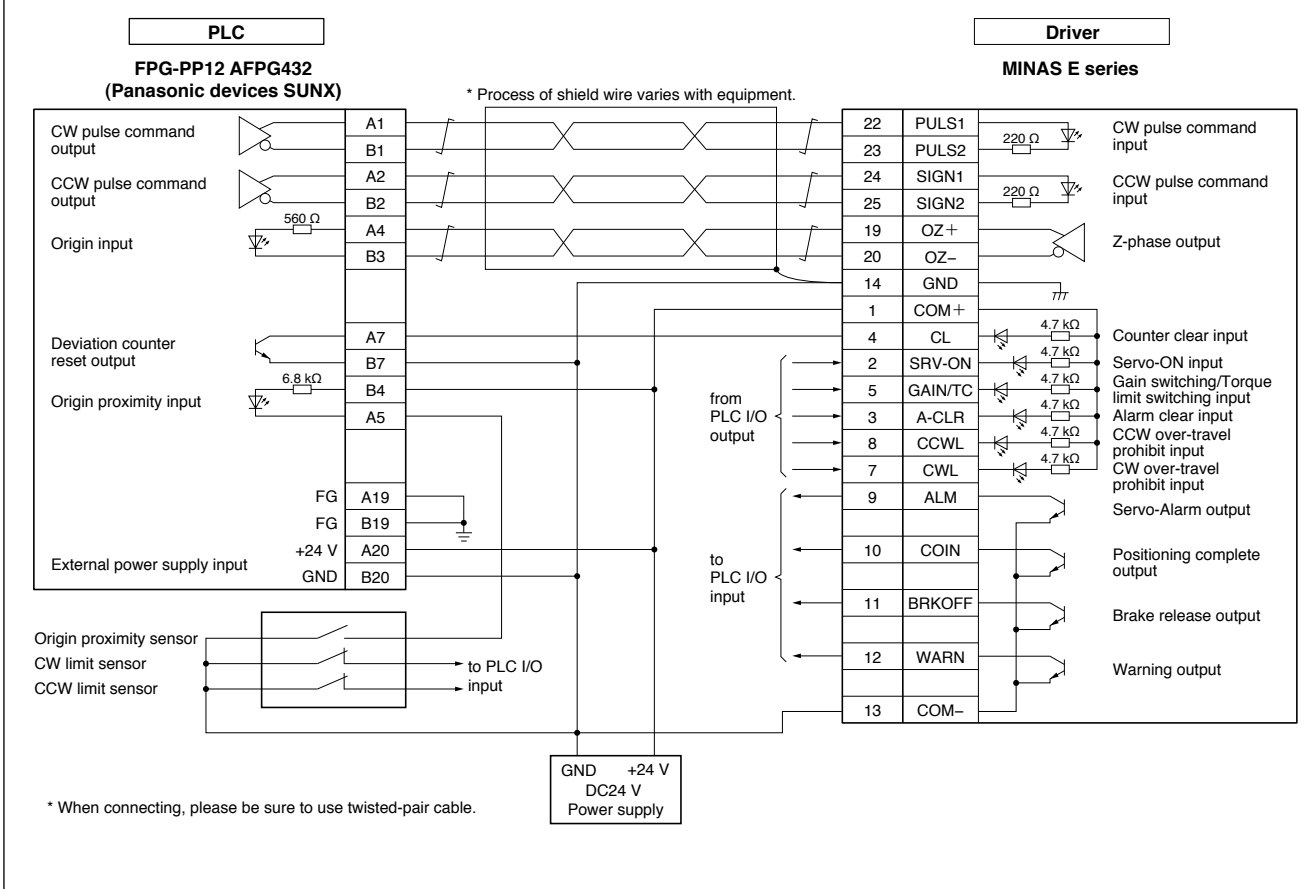 PLC
Driver
FPG-PP12 AFPG432
(Panasonic devices SUNX)
MINAS E series
* Process of shield wire varies with equipment.
CW pulse command
output
A1
B1
22 PULS1
23 PULS2
220 Ω
CW pulse command
input
CCW pulse command
output
A2
B2
24 SIGN1
25 SIGN2
220 Ω
CCW pulse command
input
Origin input
560 Ω
A4
B3
19 OZ+
20 OZ−
Z-phase output
14 GND
1 COM+
Deviation counter
reset output
A7
B7
4 CL
4.7 kΩ
Counter clear input
2 SRV-ON
4.7 kΩ
Servo-ON input
Origin proximity input
6.8 kΩ
B4
A5
from
PLC I/O
output
5 GAIN/TC
4.7 kΩ
Gain switching/Torque
limit switching input
3 A-CLR
4.7 kΩ
Alarm clear input
8 CCWL
4.7 kΩ
CCW over-travel
prohibit input
7 CWL
4.7 kΩ
CW over-travel
prohibit input
FG A19
FG B19
9 ALM
Servo-Alarm output
External power supply input
+24 V A20
GND B20
to
PLC I/O
input
10 COIN
Positioning complete
output
11 BRKOFF
Brake release output
12 WARN
Warning output
13 COM−
Origin proximity sensor
CW limit sensor
CCW limit sensor
to PLC I/O
input
GND +24 V
DC24 V
Power supply
* When connecting, please be sure to use twisted-pair cable.